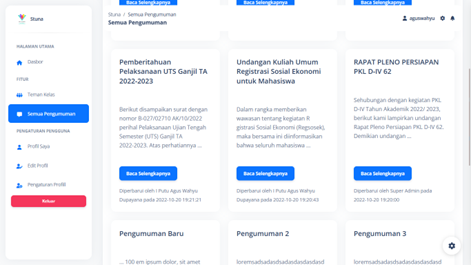 Stuna
HALAMAN UTAMA
Dasbor
FITUR
Teman Kelas
Semua Pengumuman
PENGATURAN PENGGUNA
Profil Saya
Edit Profil
Pengaturan Profil
Keluar
Stuna / Semua Pengumuman
Semua Pengumuman
aguswahyu
Baca Selengkapnya
Baca Selengkapnya
Baca Selengkapnya
Pemberitahuan
Pelaksanaan UTS Ganjil TA
2022-2023
Berikut disampaikan surat dengan
nomor B-027/02710 AK/10/2022
perihal Pelaksanaan Ujian Tengah
Semester (UTS) Ganjil TA
2022-2023. Atas perhatiannya ...
Baca Selengkapnya
Diperbarui oleh I Putu Agus Wahyu
Dupayana pada 2022-10-20 19:21:21
Undangan Kuliah Umum
Registrasi Sosial Ekonomi
untuk Mahasiswa
Dalam rangka memberikan
wawasan tentang kegiatan R
gistrasi Sosial Ekonomi (Regsosek),
maka bersama ini diinformasikan
bahwa seluruh mahasiswa ...
Baca Selengkapnya
Diperbarui oleh I Putu Agus Wahyu
Dupayana pada 2022-10-20 19:20:43
RAPAT PLENO PERSIAPAN
PKL D-IV 62
Sehubungan dengan kegiatan PKL
D-IV Tahun Akademik 2022/ 2023,
berikut kami lampirkan undangan
Rapat Pleno Persiapan PKL D-IV 62.
Demikian undangan ...
Baca Selengkapnya
Diperbarui oleh Super Admin pada
2022-10-20 19:20:00
Pengumuman Baru
... 100 em ipsum dolor, sit amet
Pengumuman 2
loremsadhadasdhasdasdasdasd
Pengumuman 3
loremsadhadasdhasdasdasdasd